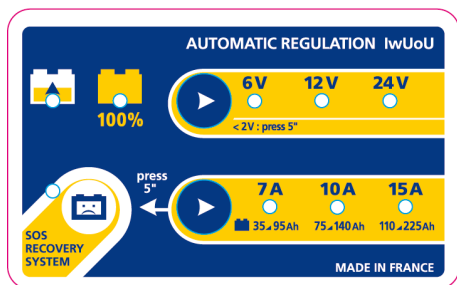 AUTOMATIC REGULATION IwUoU
6V 12V 24V
100%
< 2V : press 5"
press
5"
7A 10A 15A
35◢95Ah 75◢140Ah 110◢225Ah
SOS
RECOVERY
SYSTEM
MADE IN FRANCE